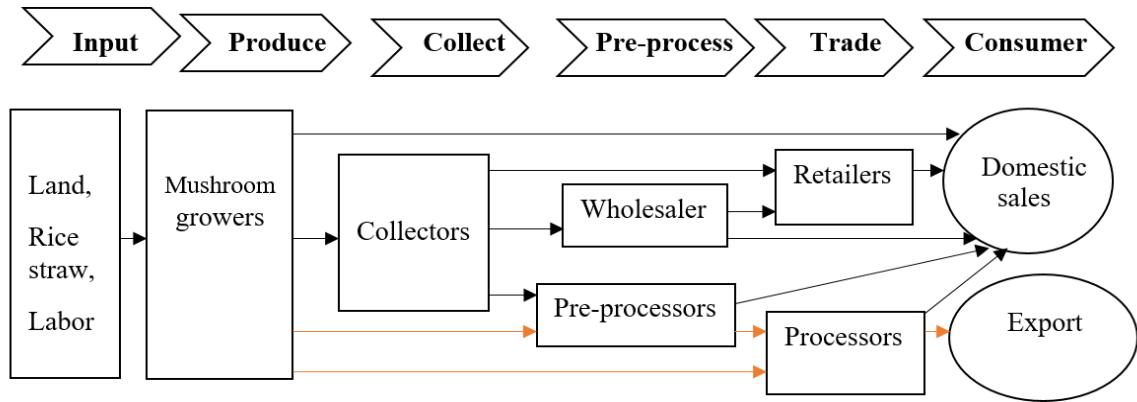 Input
Produce
Collect
Pre-process
Trade
Consumer
Land,
Rice
straw,
Labor
Mushroom
growers
Collectors
Wholesaler
Pre-processors
Retailers
Processors
Domestic
sales
Export